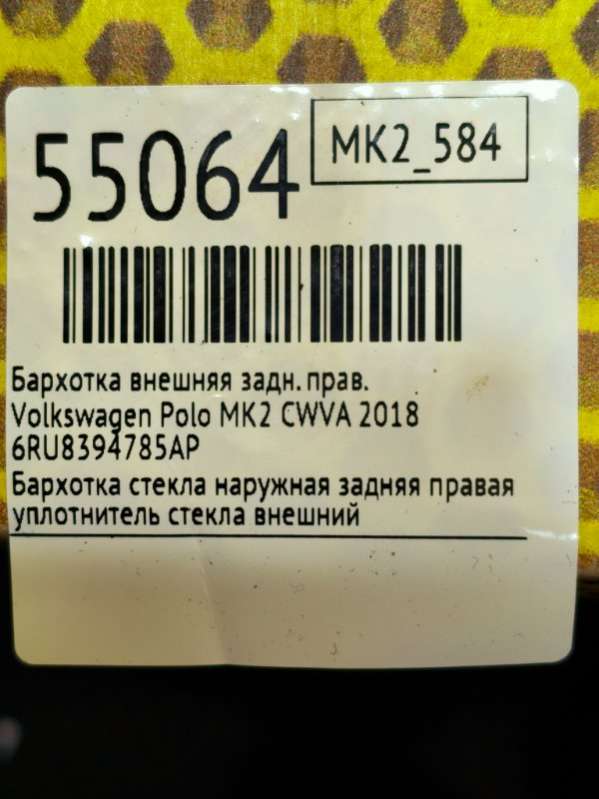 55064
MK2_584
Бархотка внешняя задн. прав.
Volkswagen Polo MK2 CWVA 2018
6RU8394785AP
Бархотка стекла наружная задняя правая
уплотнитель стекла внешний